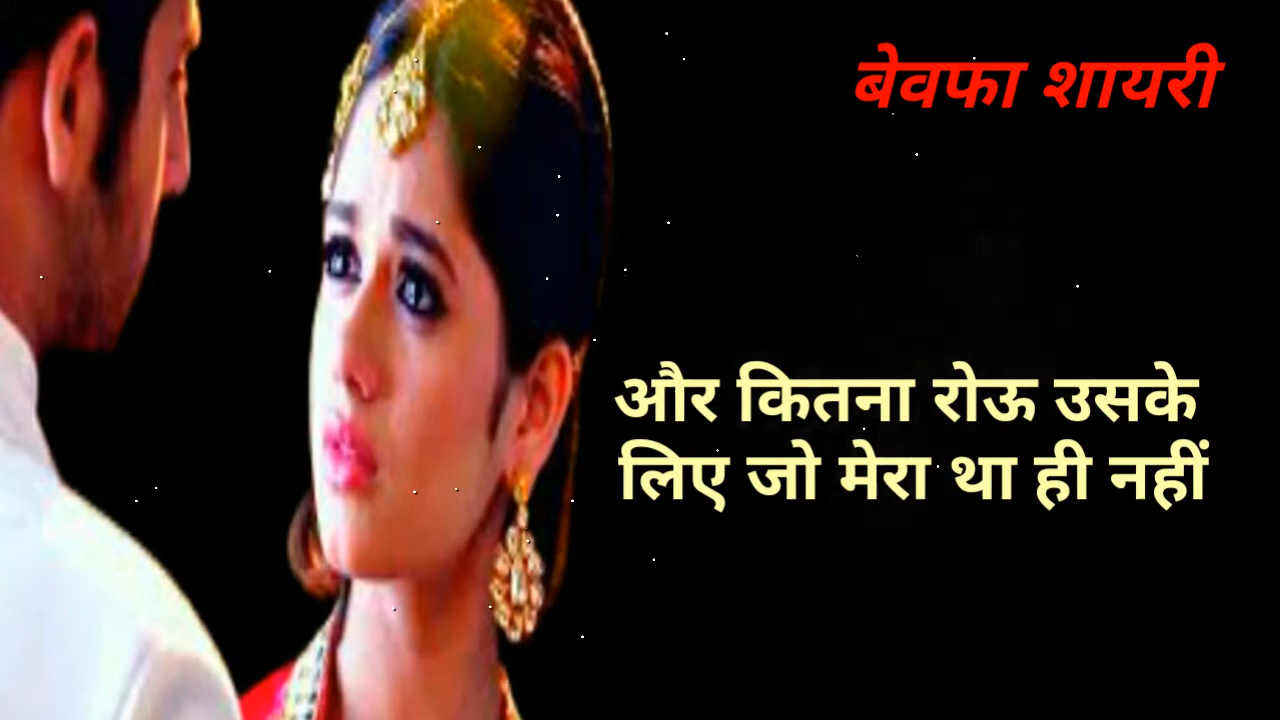 बेवफा शायरी
और कितना रोऊ उसके
लिए जो मेरा था ही नहीं